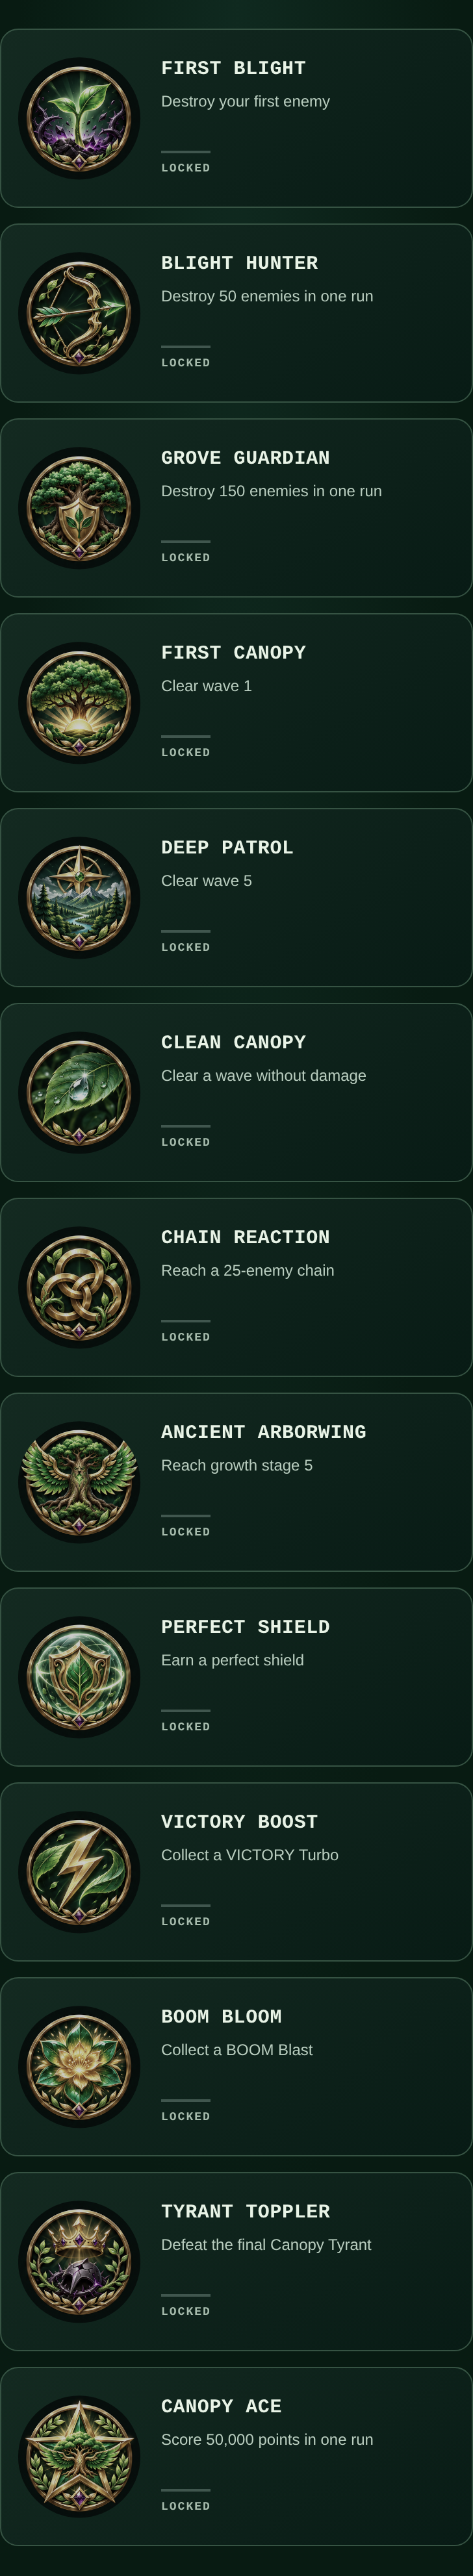 FIRST BLIGHT
Destroy your first enemy
LOCKED
BLIGHT HUNTER
Destroy 50 enemies in one run
LOCKED
GROVE GUARDIAN
Destroy 150 enemies in one run
LOCKED
FIRST CANOPY
Clear wave 1
LOCKED
DEEP PATROL
Clear wave 5
LOCKED
CLEAN CANOPY
Clear a wave without damage
LOCKED
CHAIN REACTION
Reach a 25-enemy chain
LOCKED
ANCIENT ARBORWING
Reach growth stage 5
LOCKED
PERFECT SHIELD
Earn a perfect shield
LOCKED
VICTORY BOOST
Collect a VICTORY Turbo
LOCKED
BOOM BLOOM
Collect a BOOM Blast
LOCKED
TYRANT TOPPLER
Defeat the final Canopy Tyrant
LOCKED
CANOPY ACE
Score 50,000 points in one run
LOCKED